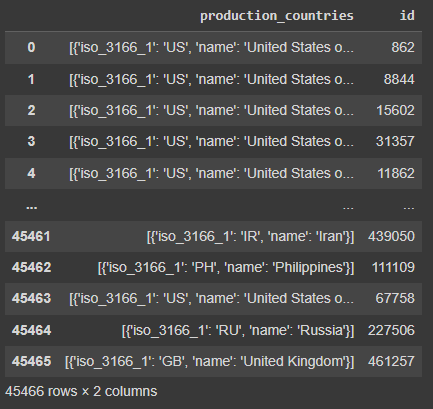 production_countries id
0 [{'iso_3166_1': 'US', 'name': 'United States o... 862
1 [{'iso_3166_1': 'US', 'name': 'United States o... 8844
2 [{'iso_3166_1': 'US', 'name': 'United States o... 15602
3 [{'iso_3166_1': 'US', 'name': 'United States o... 31357
4 [{'iso_3166_1': 'US', 'name': 'United States o... 11862
... ... ...
45461 [{'iso_3166_1': 'IR', 'name': 'Iran'}] 439050
45462 [{'iso_3166_1': 'PH', 'name': 'Philippines'}] 111109
45463 [{'iso_3166_1': 'US', 'name': 'United States o... 67758
45464 [{'iso_3166_1': 'RU', 'name': 'Russia'}] 227506
45465 [{'iso_3166_1': 'GB', 'name': 'United Kingdom'}] 461257
45466 rows × 2 columns